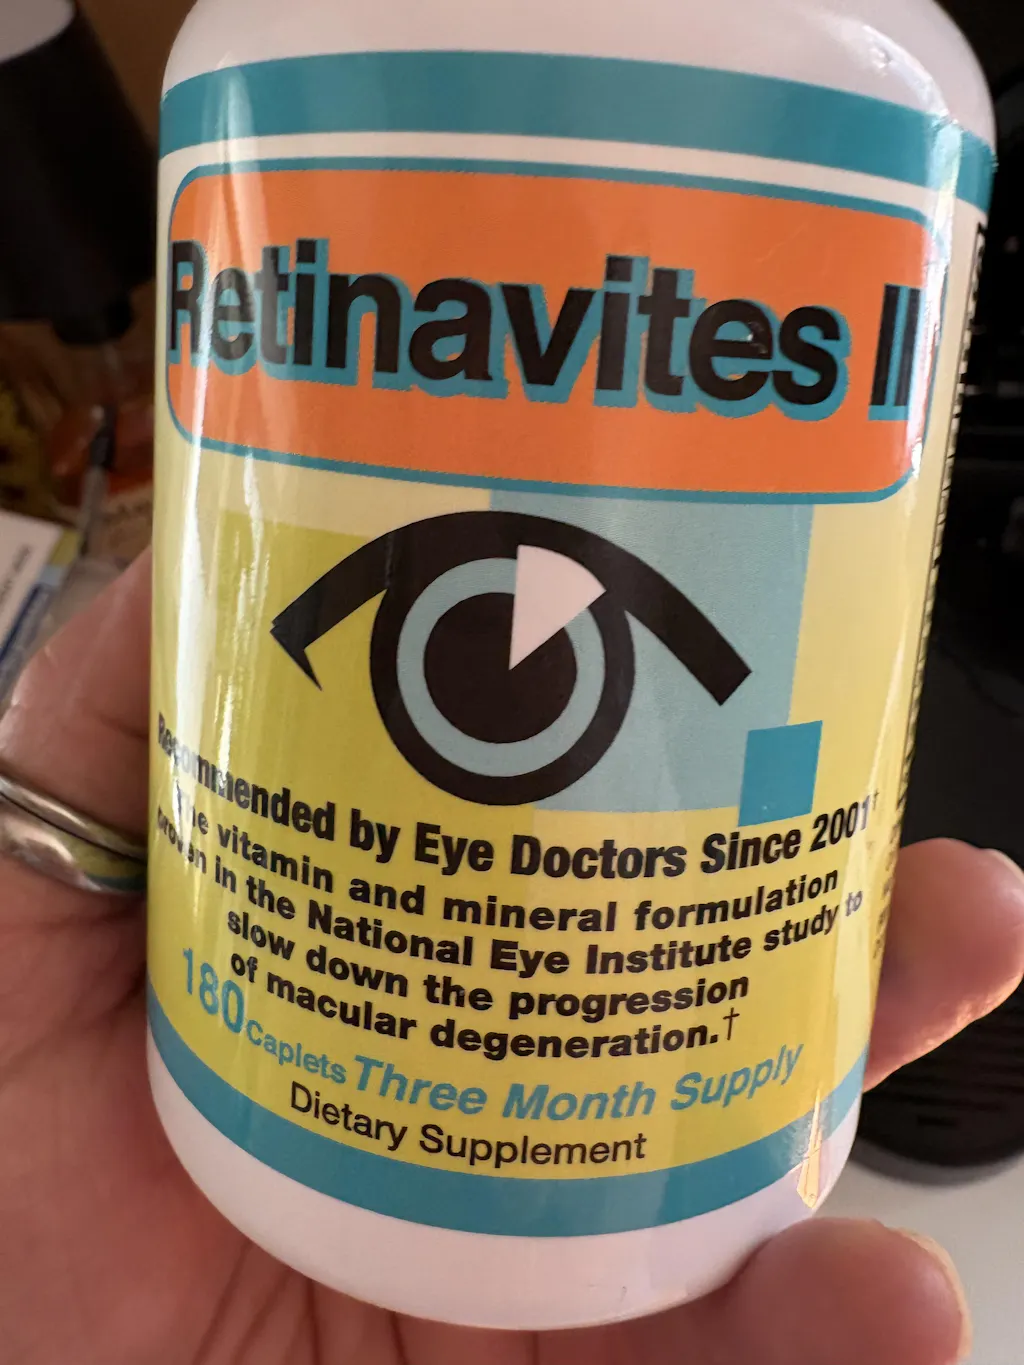 Retinavites II
Recommended by Eye Doctors Since 2001†
The vitamin and mineral formulation
proven in the National Eye Institute study to
slow down the progression
of macular degeneration.†
180 Caplets Three Month Supply
Dietary Supplement